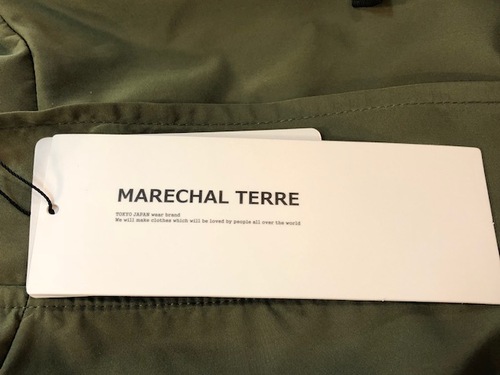 MARECHAL TERRE
TOKYO JAPAN wear brand
We will make clothes which will be loved by people all over the world